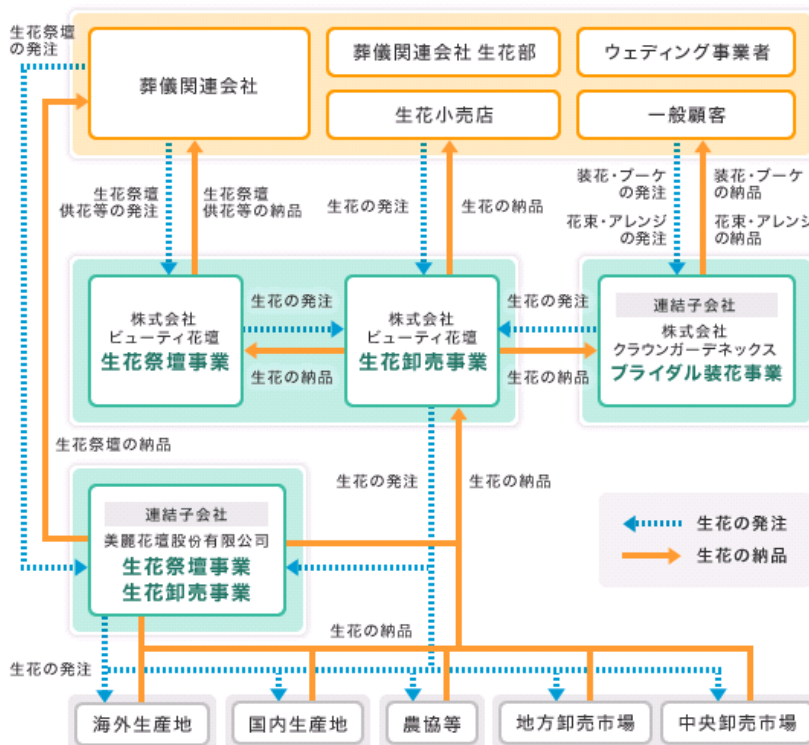 生花祭壇
の発注
葬儀関連会社
葬儀関連会社 生花部
ウェディング事業者
生花小売店
一般顧客
生花祭壇
供花等の発注
生花祭壇
供花等の納品
生花の発注
生花の納品
装花・ブーケ
の発注
花束・アレンジ
の発注
装花・ブーケ
の納品
花束・アレンジ
の納品
株式会社
ビューティ花壇
生花祭壇事業
生花の発注
生花の納品
株式会社
ビューティ花壇
生花卸売事業
生花の発注
生花の納品
連結子会社
株式会社
クラウンガーデネックス
ブライダル装花事業
生花祭壇の納品
連結子会社
美麗花壇股份有限公司
生花祭壇事業
生花卸売事業
生花の発注
生花の納品
生花の発注
生花の納品
生花の納品
生花の発注
海外生産地
国内生産地
農協等
地方卸売市場
中央卸売市場